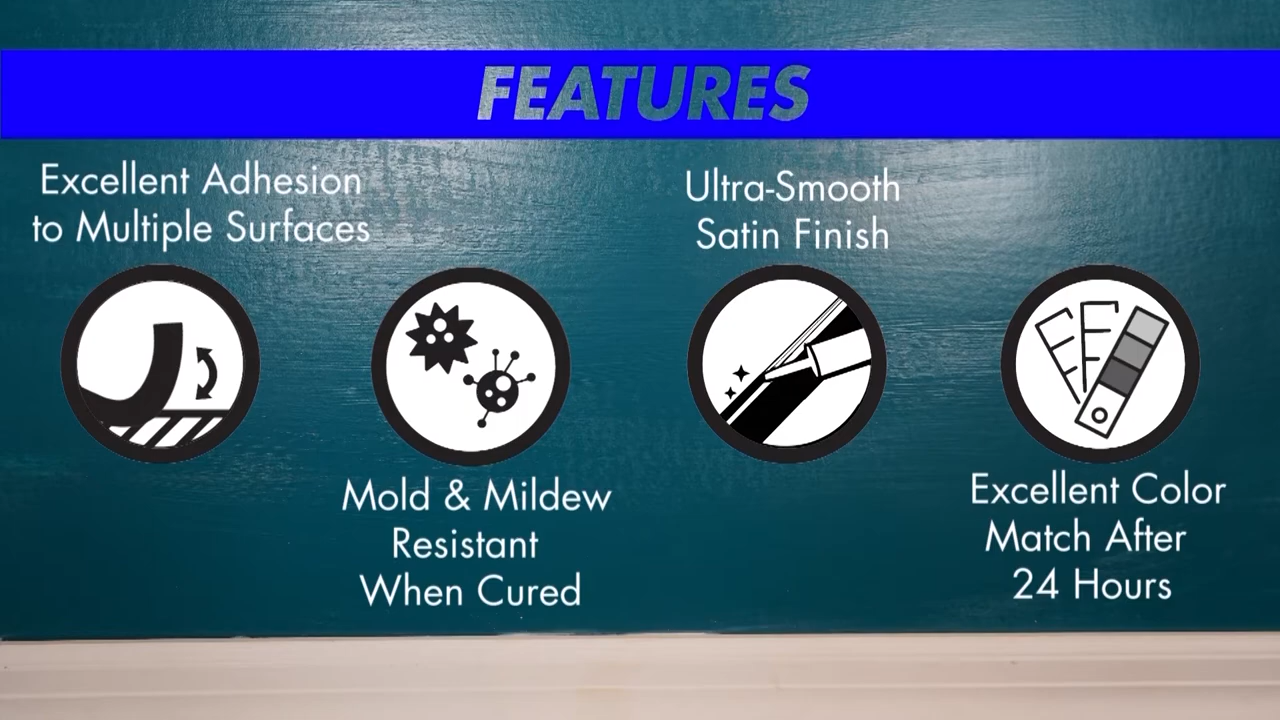 FEATURES
Excellent Adhesion
to Multiple Surfaces
Mold & Mildew
Resistant
When Cured
Ultra-Smooth
Satin Finish
Excellent Color
Match After
24 Hours